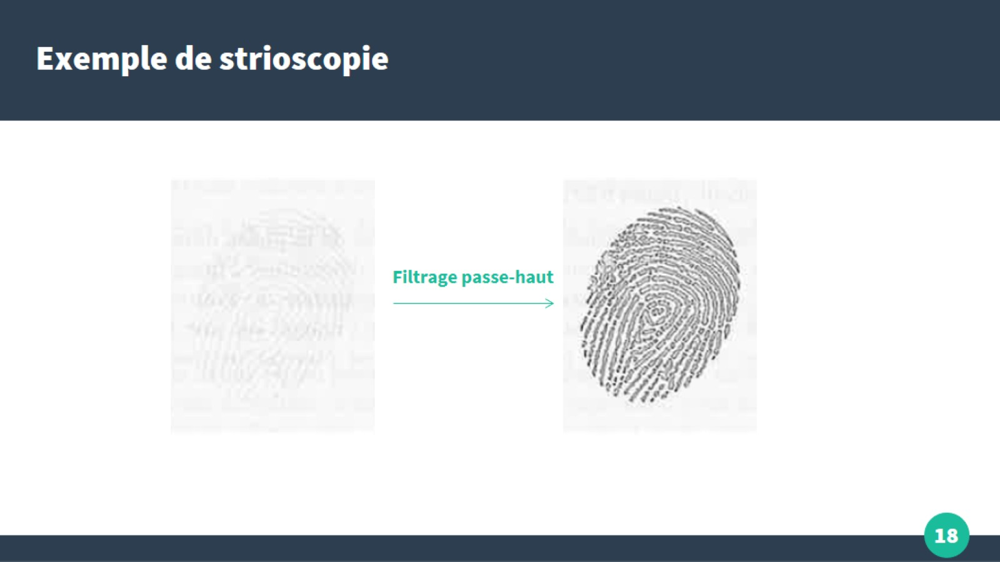 Exemple de strioscopie
Filtrage passe-haut
18